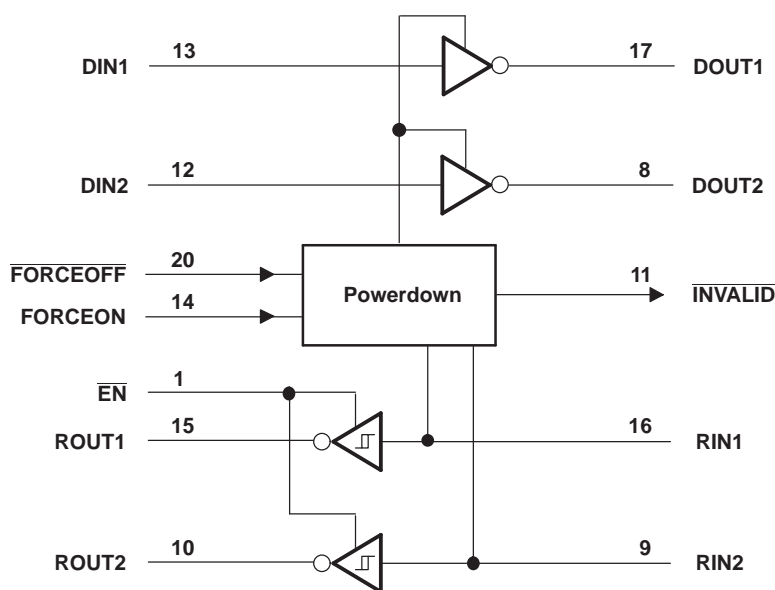 DIN1 13 17 DOUT1
DIN2 12 8 DOUT2
FORCEOFF 20
Powerdown 11 INVALID
FORCEON 14
EN 1
ROUT1 15 16 RIN1
ROUT2 10 9 RIN2